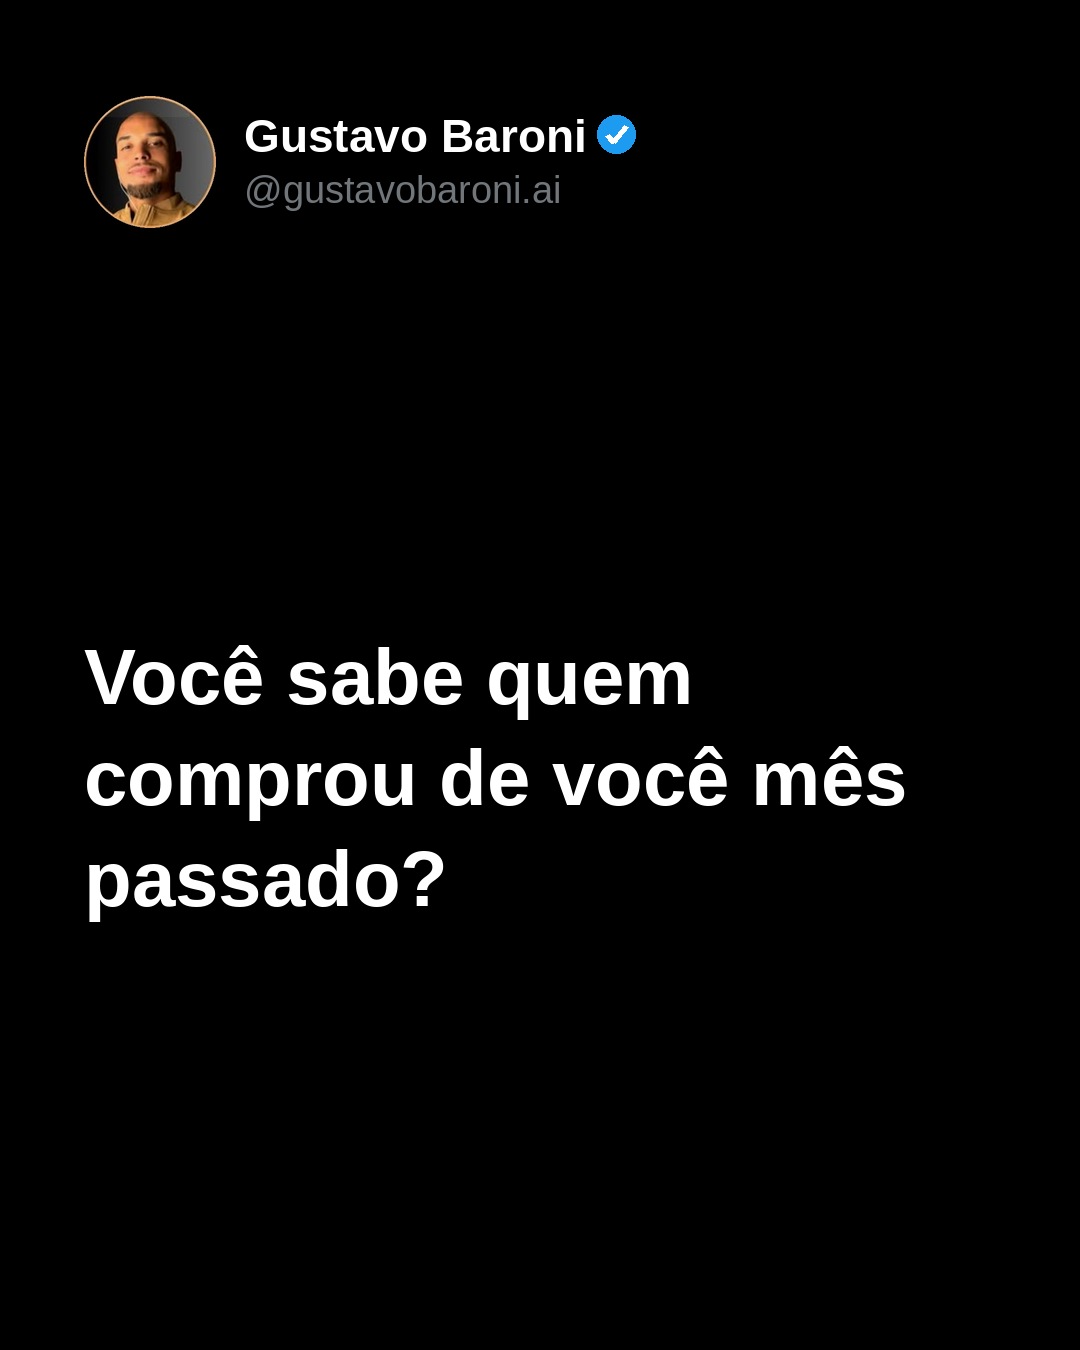 Gustavo Baroni
@gustavobaroni.ai
Você sabe quem
comprou de você mês
passado?